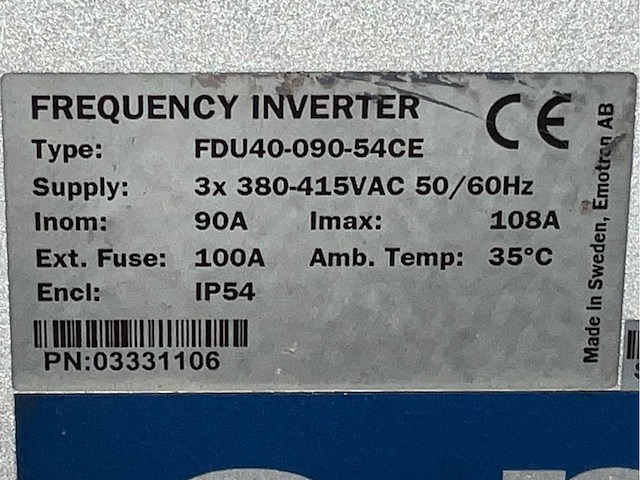 FREQUENCY INVERTER CE
Type: FDU40-090-54CE
Supply: 3x 380-415VAC 50/60Hz
Inom: 90A Imax: 108A
Ext. Fuse: 100A Amb. Temp: 35°C
Encl: IP54
PN:03331106
Made In Sweden, Emotron AB